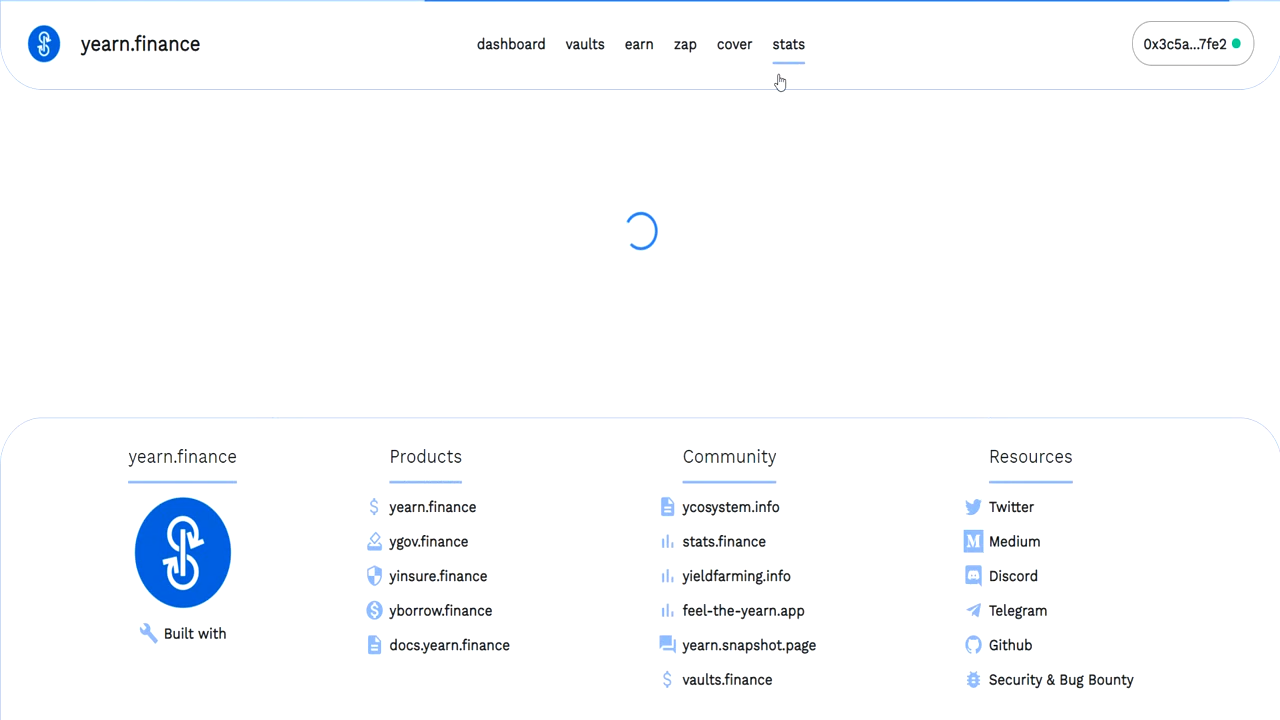 yearn.finance
dashboard vaults earn zap cover stats
0x3c5a...7fe2
yearn.finance
Built with
Products
yearn.finance
ygov.finance
yinsure.finance
yborrow.finance
docs.yearn.finance
Community
ycosystem.info
stats.finance
yieldfarming.info
feel-the-yearn.app
yearn.snapshot.page
vaults.finance
Resources
Twitter
Medium
Discord
Telegram
Github
Security & Bug Bounty